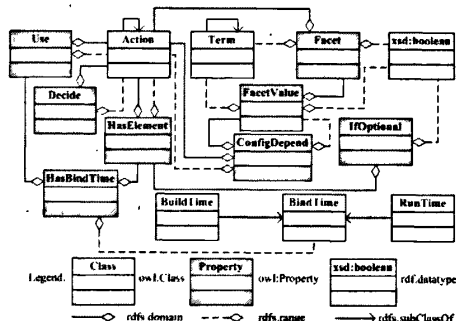 Use
Action
Term
Facet
xsd:boolean
Decide
FacetValue
HasElement
ConfigDepend
IfOptional
HasBindTime
BuildTime
BindTime
RunTime
Legend.
Class
owl:Class
Property
owl:Property
xsd:boolean
rdf.datatype
rdfs.domain
rdfs.range
rdfs.subClassOf